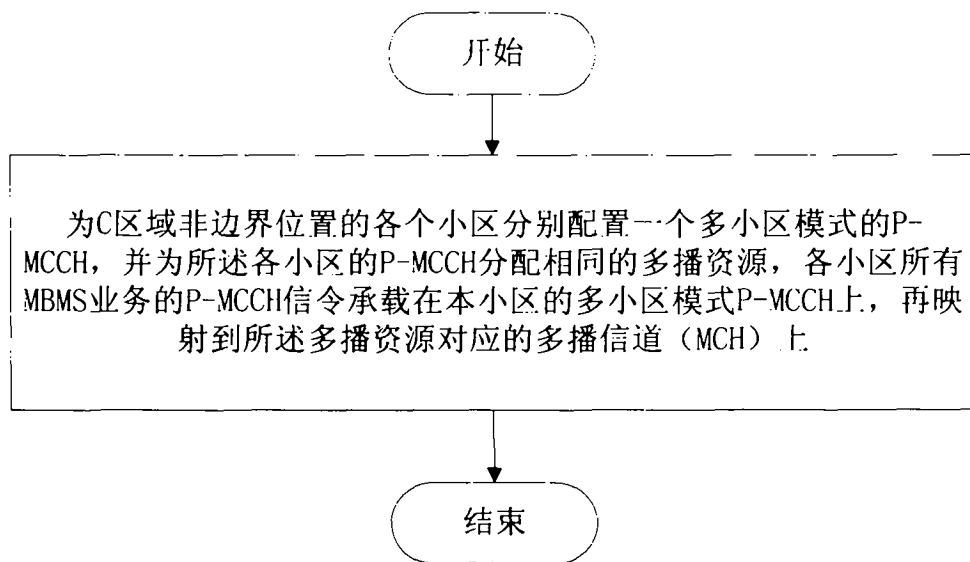 开始
为C区域非边界位置的各个小区分别配置一个多小区模式的P-
MCCH，并为所述各小区的P-MCCH分配相同的多播资源，各小区所有
MBMS业务的P-MCCH信令承载在本小区的多小区模式P-MCCH上，再映
射到所述多播资源对应的多播信道（MCH）上
结束